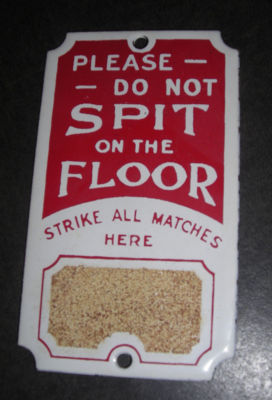 PLEASE —
— DO NOT
SPIT
ON THE
FLOOR
STRIKE ALL MATCHES
HERE